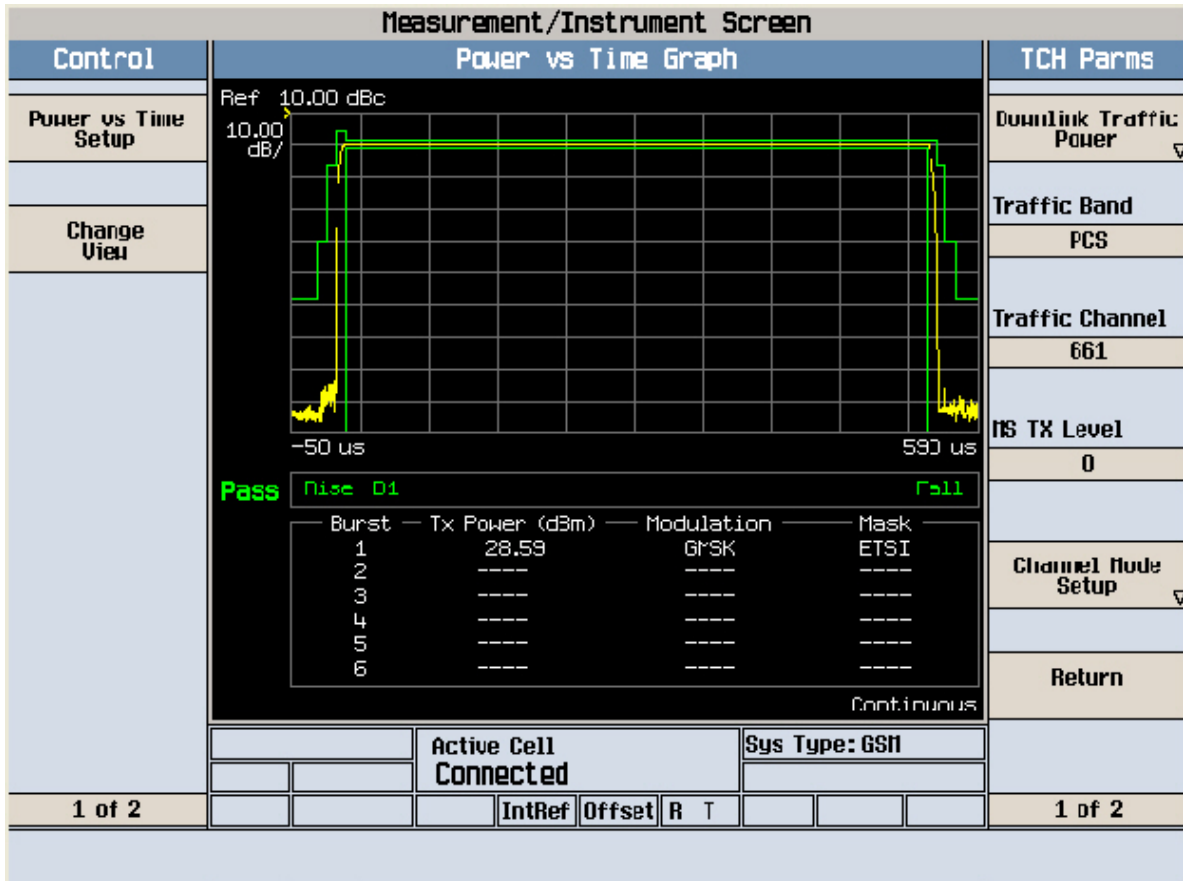 Measurement/Instrument Screen
Control
Power vs Time Graph
TCH Parms
Power vs Time
Setup
Change
View
1 of 2
Ref 10.00 dBc
10.00
dB/
-50 us
590 us
Pass
Rise 01
Fall
Burst
Tx Power (dBm)
Modulation
Mask
1 28.59 GMSK ETSI
2 ---- ---- ----
3 ---- ---- ----
4 ---- ---- ----
5 ---- ---- ----
6 ---- ---- ----
Continuous
Active Cell
Connected
Sys Type: GSM
IntRef
Offset
R T
Downlink Traffic
Power
Traffic Band
PCS
Traffic Channel
661
MS TX Level
0
Channel Mode
Setup
Return
1 of 2